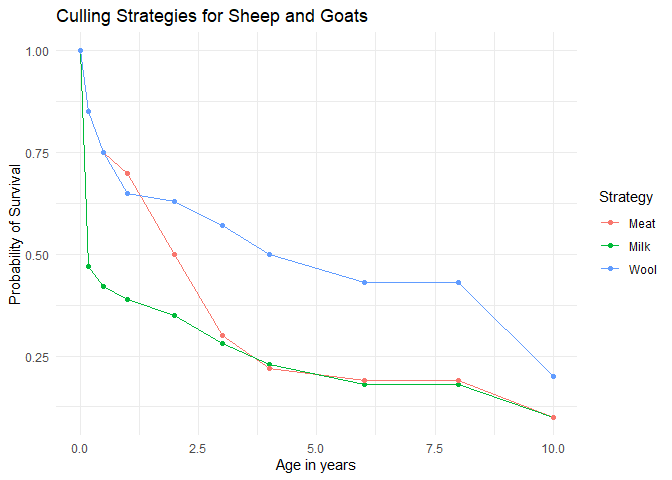 Culling Strategies for Sheep and Goats
1.00
0.75
0.50
0.25
Probability of Survival
0.0 2.5 5.0 7.5 10.0
Age in years
Strategy
Meat
Milk
Wool